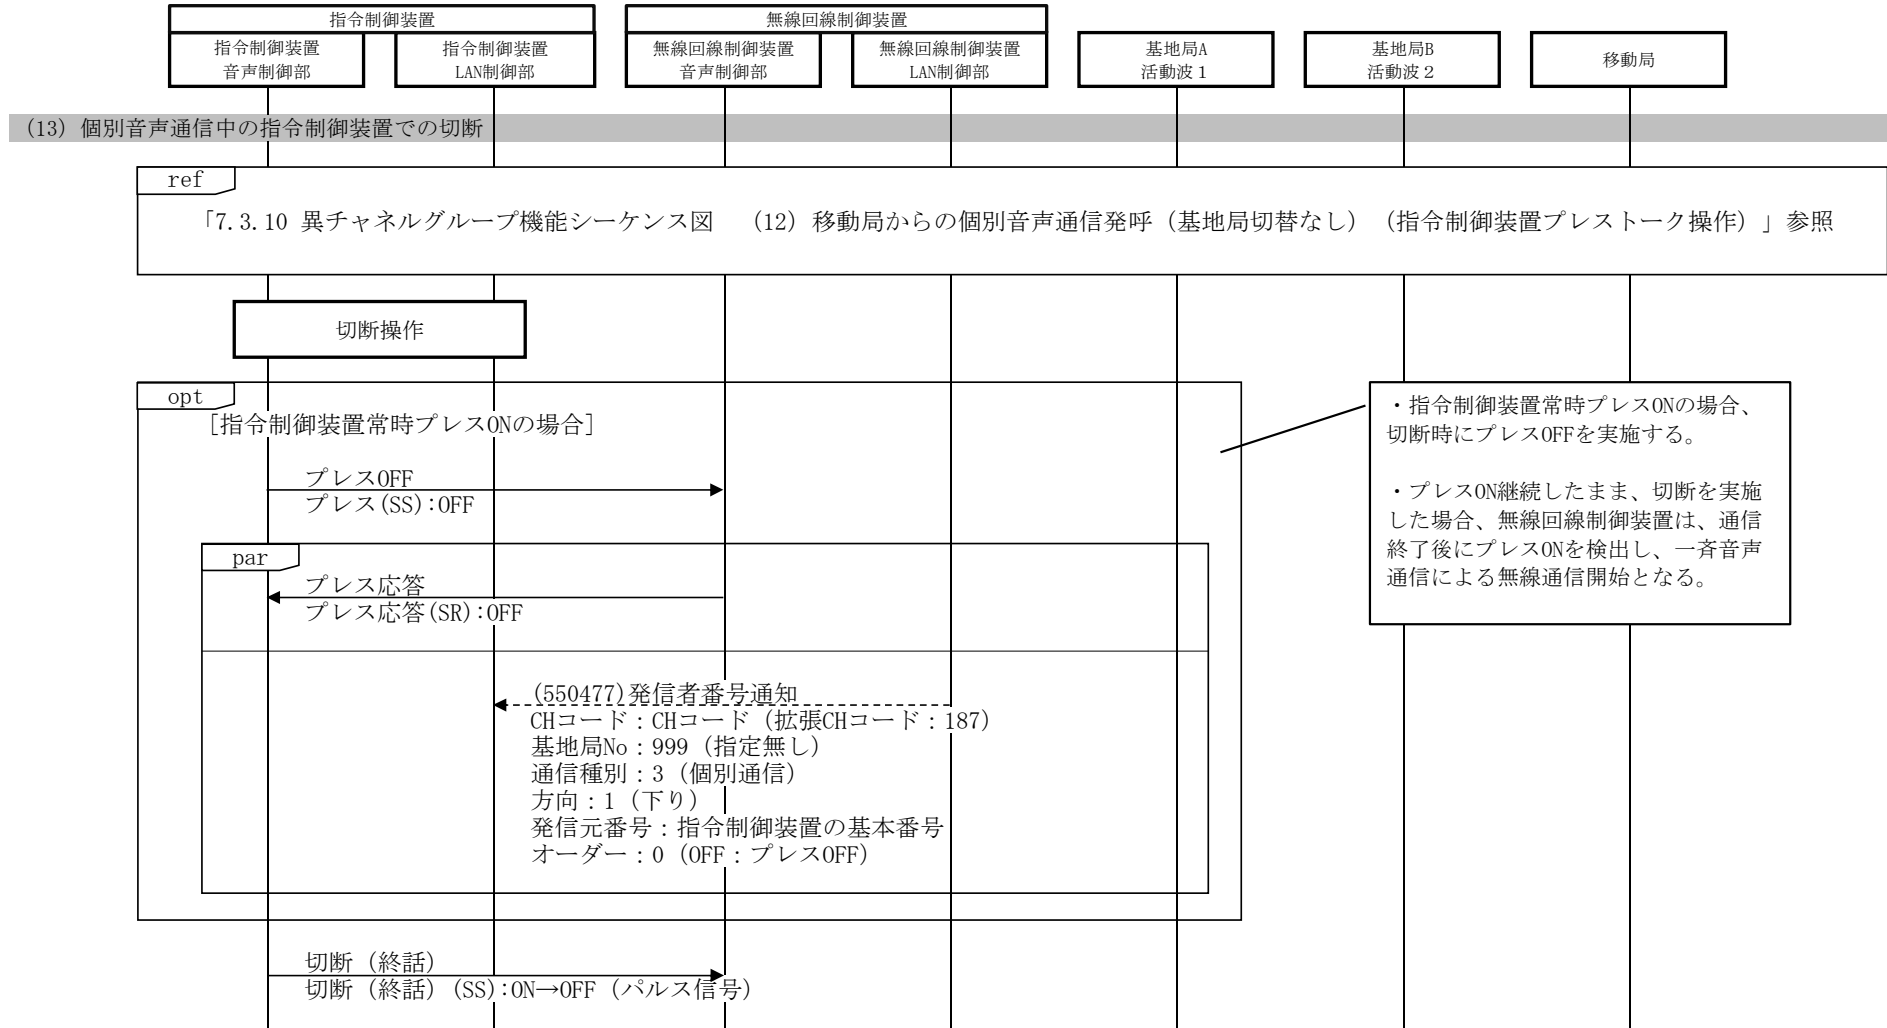 指令制御装置
無線回線制御装置
指令制御装置
音声制御部
指令制御装置
LAN制御部
無線回線制御装置
音声制御部
無線回線制御装置
LAN制御部
基地局A
活動波1
基地局B
活動波2
移動局
(13) 個別音声通信中の指令制御装置での切断
ref
「7.3.10 異チャネルグループ機能シーケンス図 (12) 移動局からの個別音声通信発呼（基地局切替なし）（指令制御装置プレストーク操作）」参照
切断操作
opt
[指令制御装置常時プレスONの場合]
・指令制御装置常時プレスONの場合、
切断時にプレスOFFを実施する。
・プレスON継続したまま、切断を実施
した場合、無線回線制御装置は、通信
終了後にプレスONを検出し、一斉音声
通信による無線通信開始となる。
プレスOFF
プレス(SS):OFF
par
プレス応答
プレス応答(SR):OFF
(550477)発信者番号通知
CHコード：CHコード（拡張CHコード：187）
基地局No：999（指定無し）
通信種別：3（個別通信）
方向：1（下り）
発信元番号：指令制御装置の基本番号
オーダー：0（OFF：プレスOFF）
切断（終話）
切断（終話）(SS):ON→OFF（パルス信号）